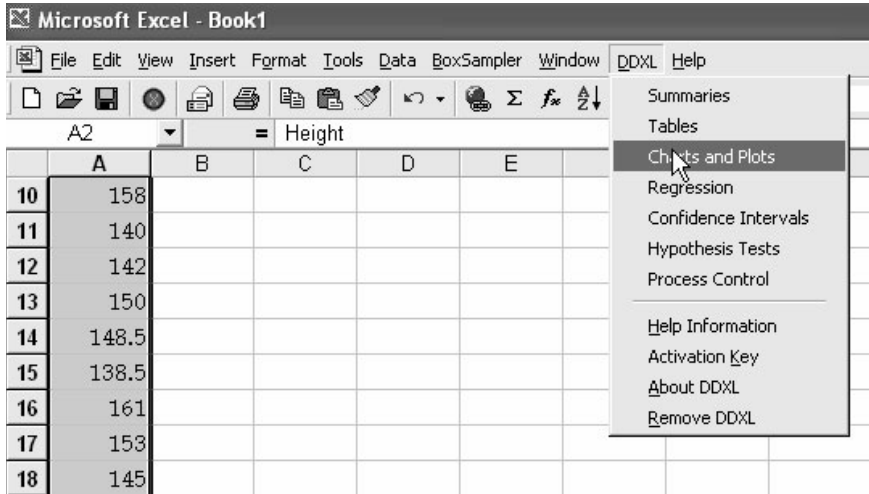 Microsoft Excel - Book1
File Edit View Insert Format Tools Data BoxSampler Window DDXL Help
A2 = Height
A B C D E
10 158
11 140
12 142
13 150
14 148.5
15 138.5
16 161
17 153
18 145
Summaries
Tables
Charts and Plots
Regression
Confidence Intervals
Hypothesis Tests
Process Control
Help Information
Activation Key
About DDXL
Remove DDXL